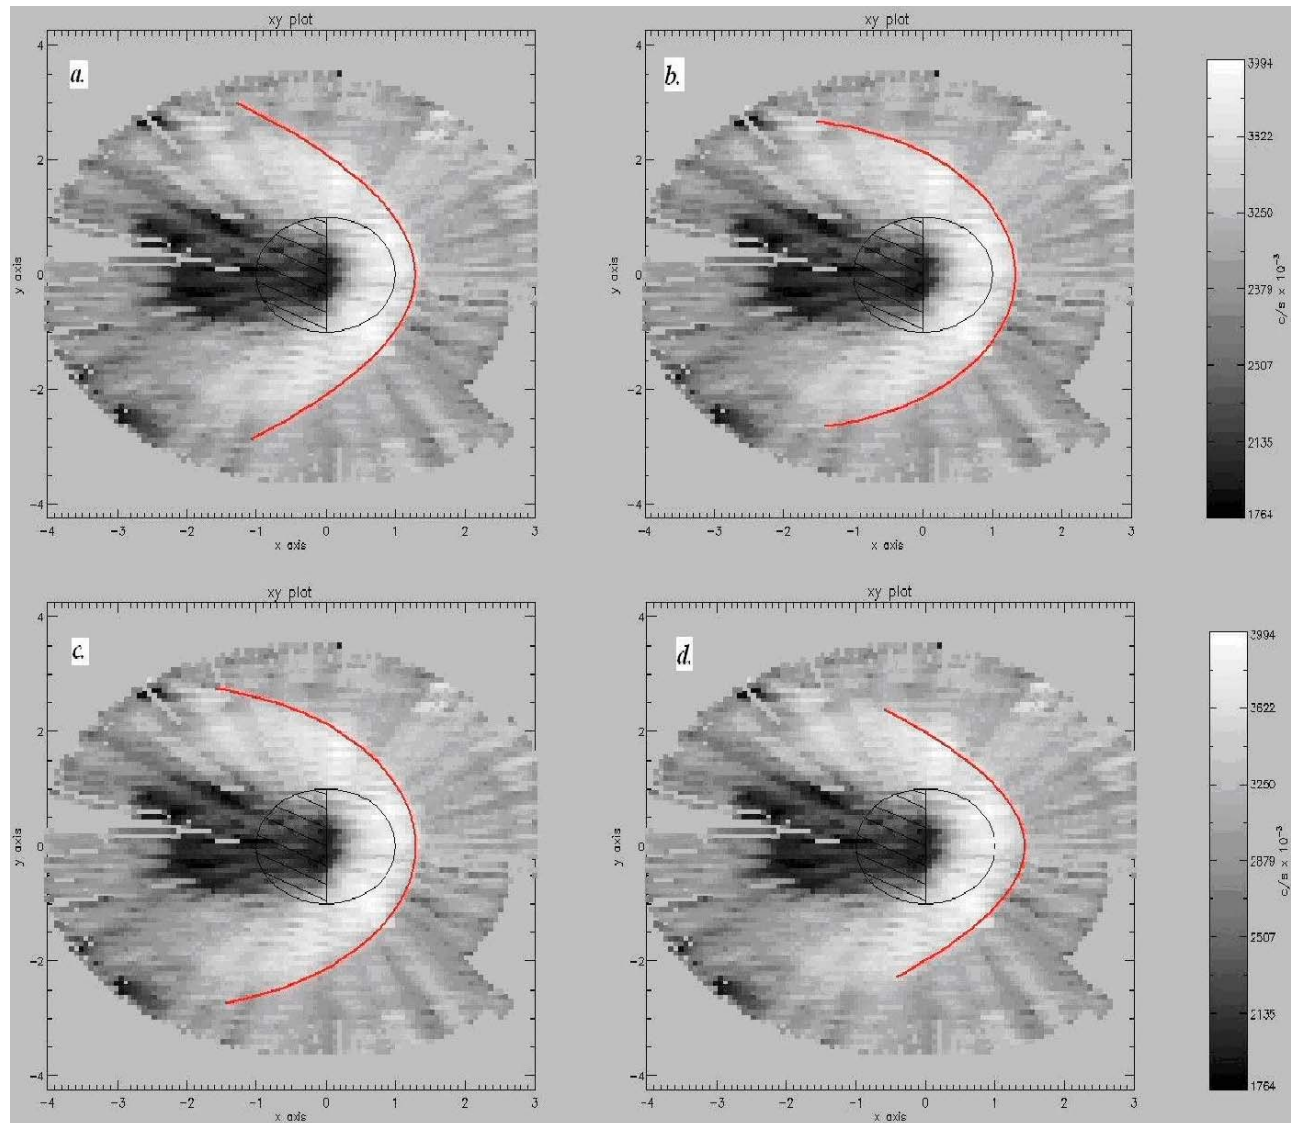 xy plot
xy plot
a.
b.
y axis
4
2
0
-2
-4
-4 -3 -2 -1 0 1 2 3
x axis
y axis
4
2
0
-2
-4
-4 -3 -2 -1 0 1 2 3
x axis
3994
3522
3250
2379
2507
2135
1764
c/s x 10⁻³
xy plot
xy plot
c.
d.
y axis
4
2
0
-2
-4
-4 -3 -2 -1 0 1 2 3
x axis
y axis
4
2
0
-2
-4
-4 -3 -2 -1 0 1 2 3
x axis
3994
3622
3250
2879
2507
2135
1764
c/s x 10⁻³